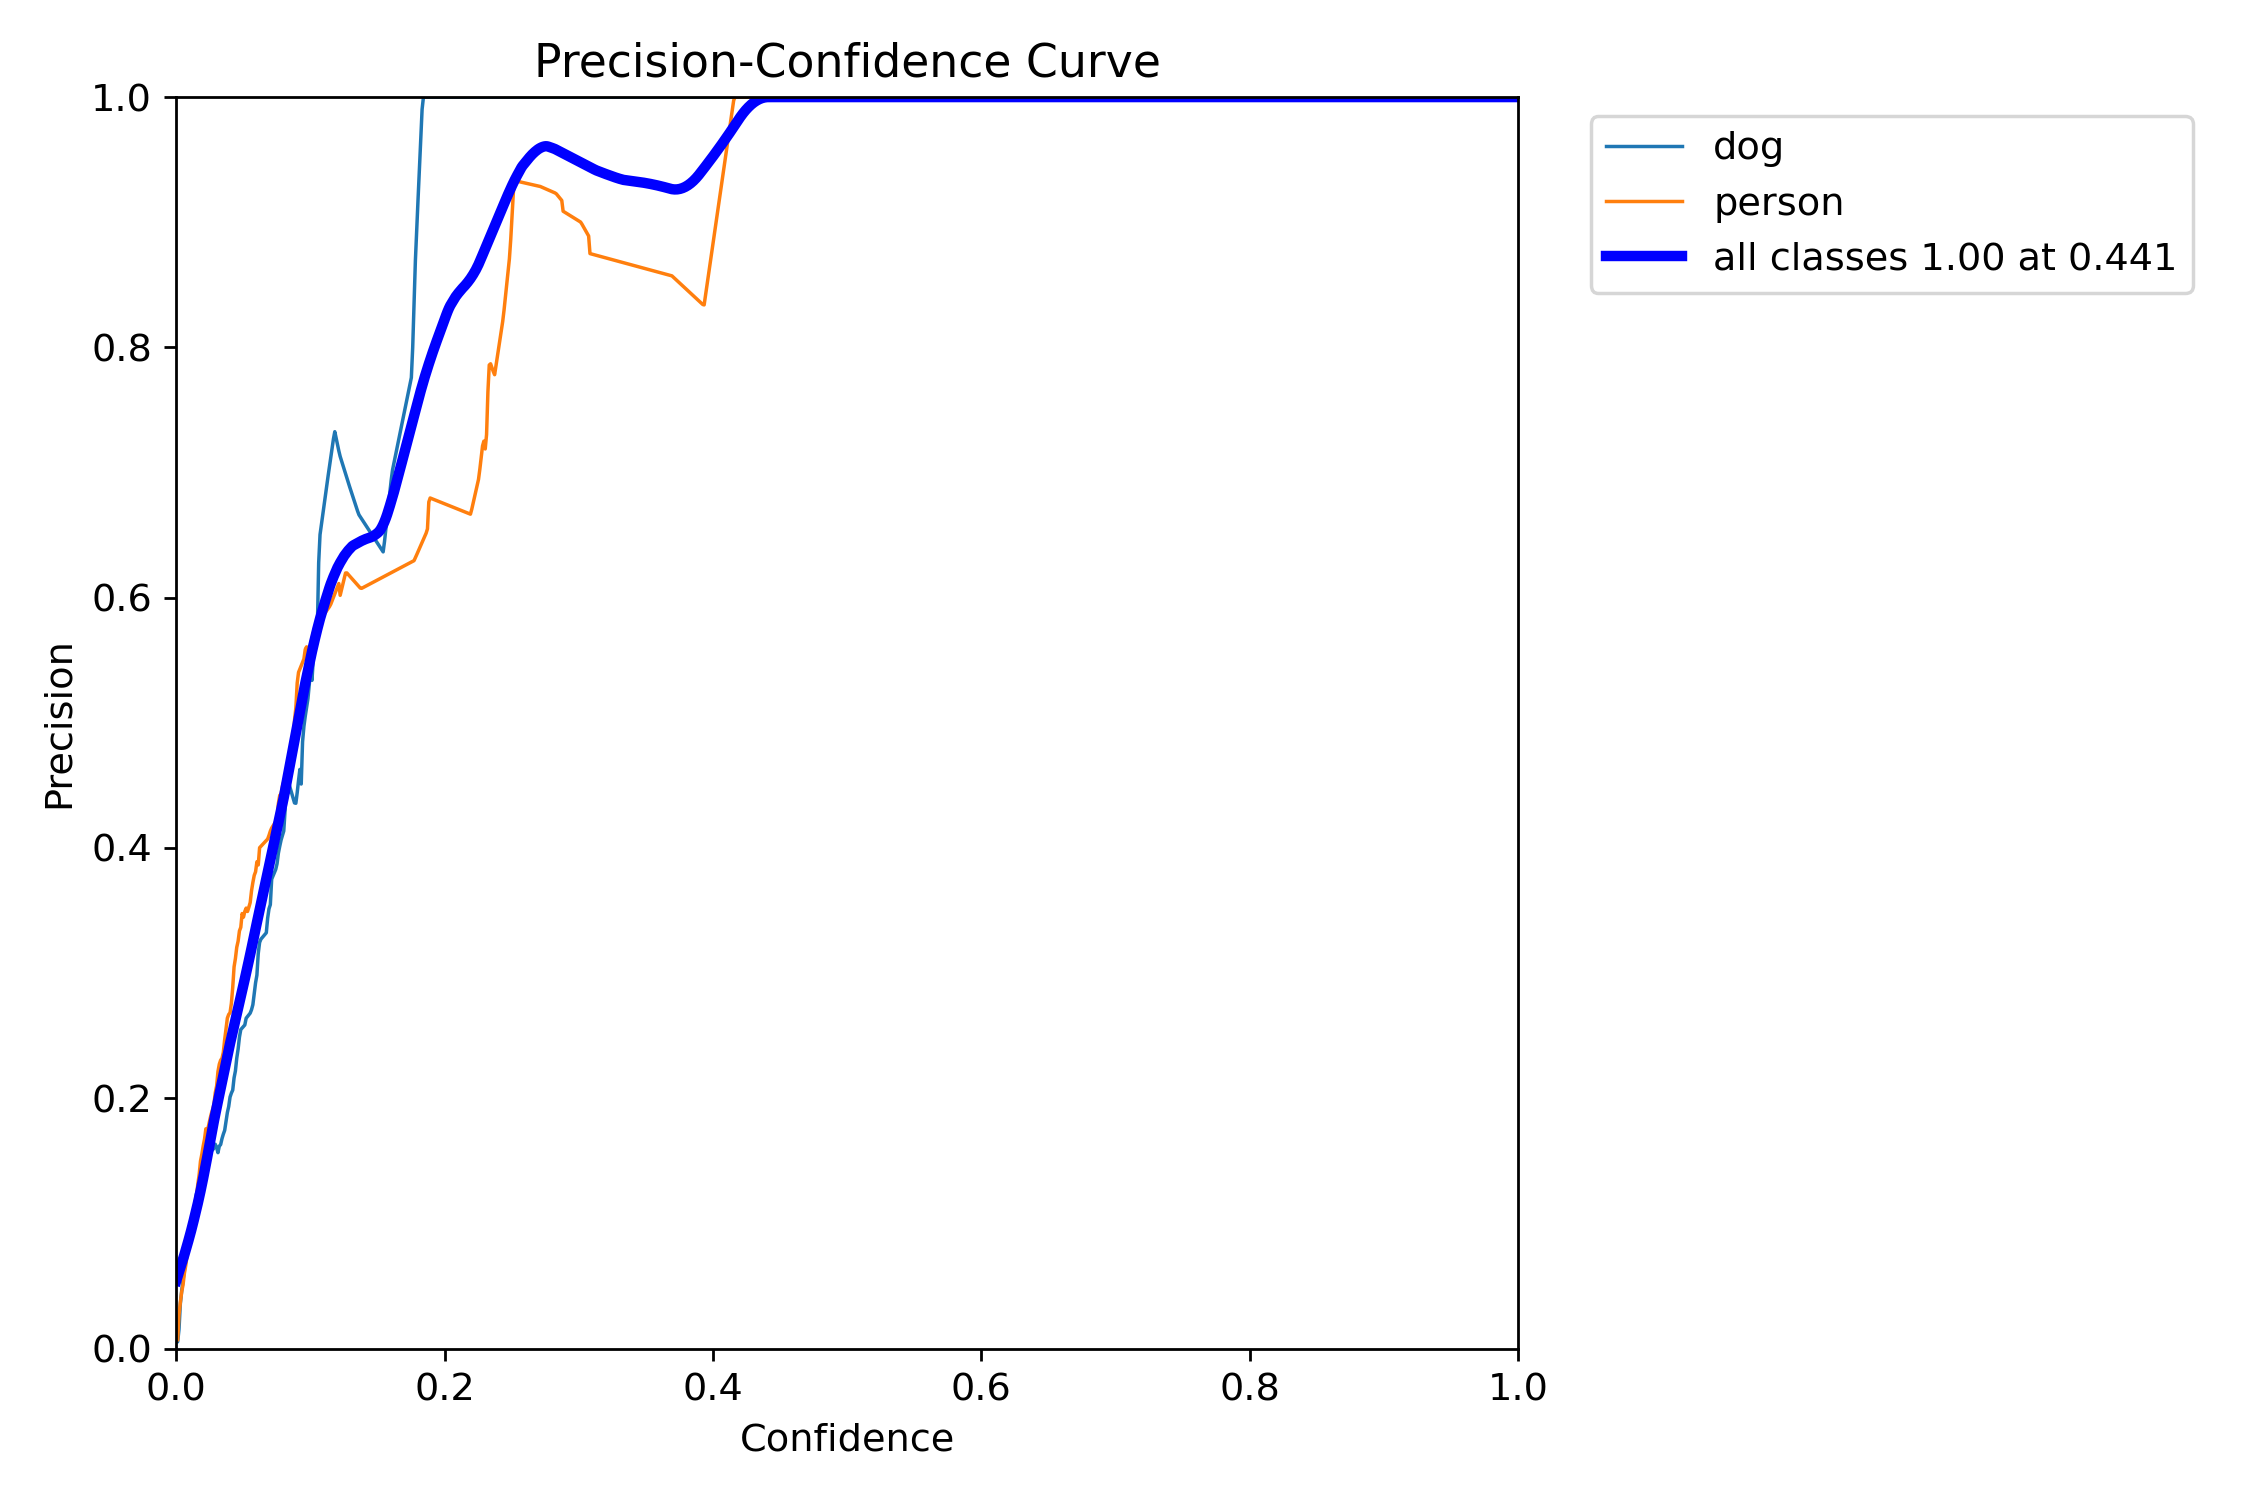 Precision-Confidence Curve
1.0
0.8
0.6
0.4
0.2
0.0
Precision
0.0 0.2 0.4 0.6 0.8 1.0
Confidence
dog
person
all classes 1.00 at 0.441